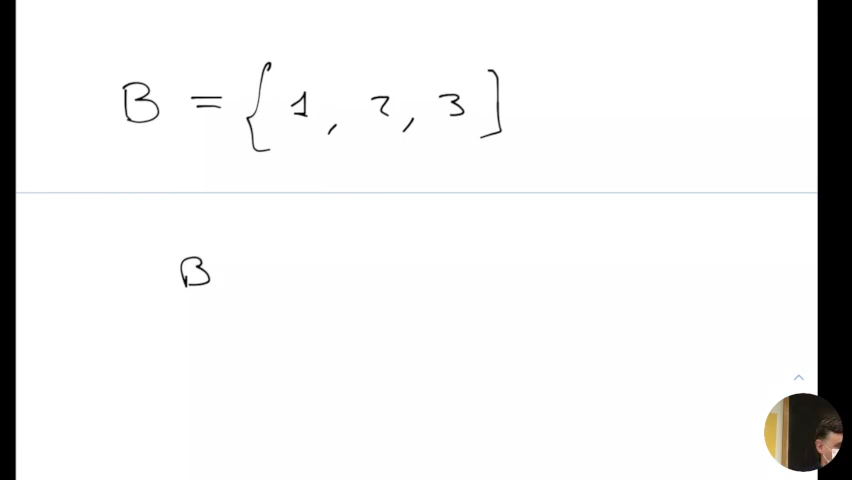 B = { 1, 2, 3 ]
B